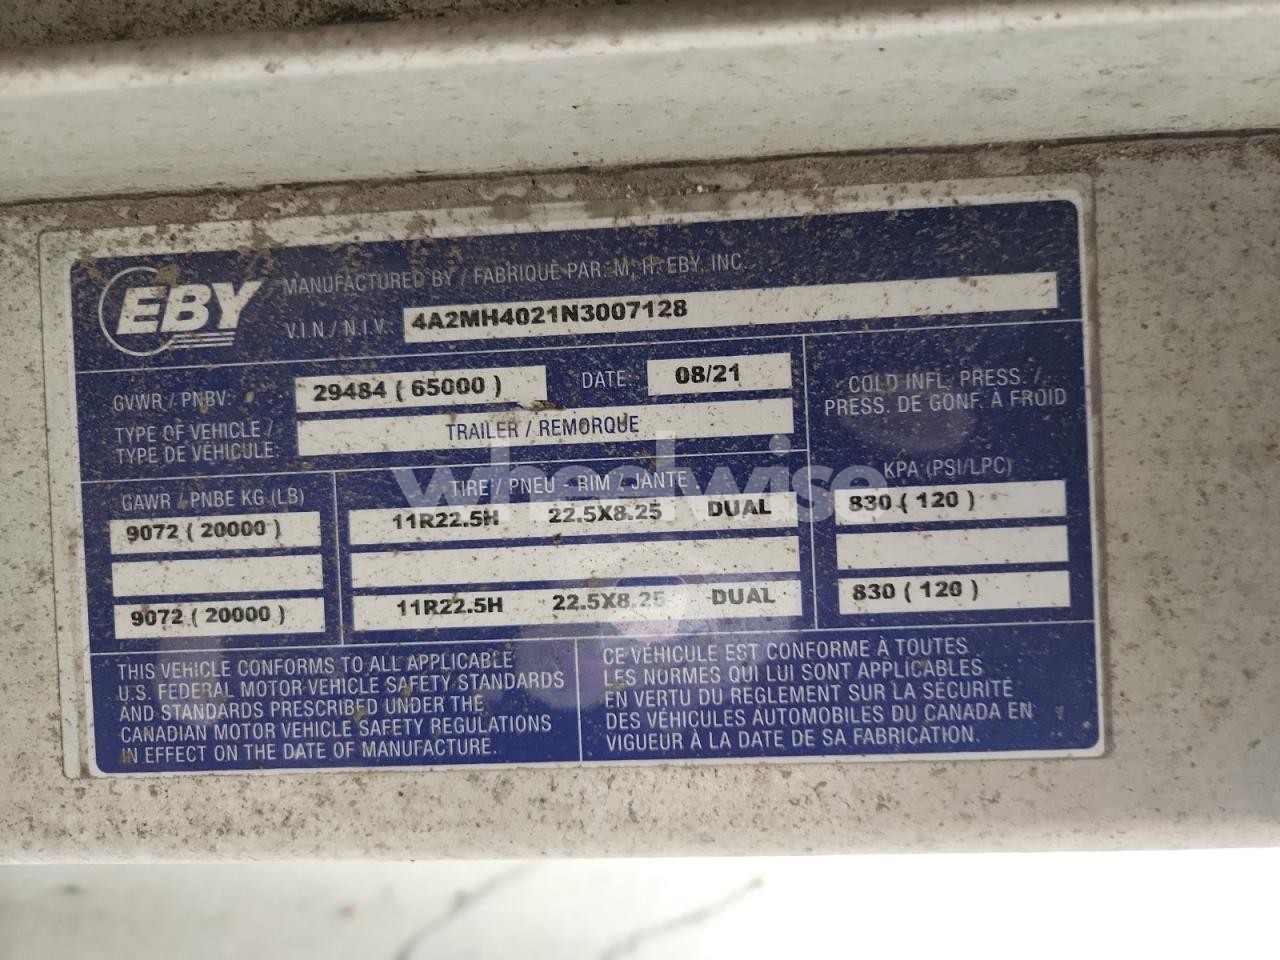 EBY
MANUFACTURED BY / FABRIQUÉ PAR: M. H. EBY, INC.
V.I.N / N.I.V.: 4A2MH4021N3007128
GVWR / PNBV: 29484 ( 65000 ) DATE: 08/21
TYPE OF VEHICLE /
TYPE DE VÉHICULE: TRAILER / REMORQUE
COLD INFL. PRESS. /
PRESS. DE GONF. À FROID
GAWR / PNBE KG (LB) TIRE / PNEU - RIM / JANTE KPA (PSI/LPC)
9072 ( 20000 ) 11R22.5H 22.5X8.25 DUAL 830 ( 120 )
9072 ( 20000 ) 11R22.5H 22.5X8.25 DUAL 830 ( 120 )
wheelwise
THIS VEHICLE CONFORMS TO ALL APPLICABLE
U.S. FEDERAL MOTOR VEHICLE SAFETY STANDARDS
AND STANDARDS PRESCRIBED UNDER THE
CANADIAN MOTOR VEHICLE SAFETY REGULATIONS
IN EFFECT ON THE DATE OF MANUFACTURE.
CE VÉHICULE EST CONFORME À TOUTES
LES NORMES QUI LUI SONT APPLICABLES
EN VERTU DU RÈGLEMENT SUR LA SÉCURITÉ
DES VÉHICULES AUTOMOBILES DU CANADA EN
VIGUEUR À LA DATE DE SA FABRICATION.